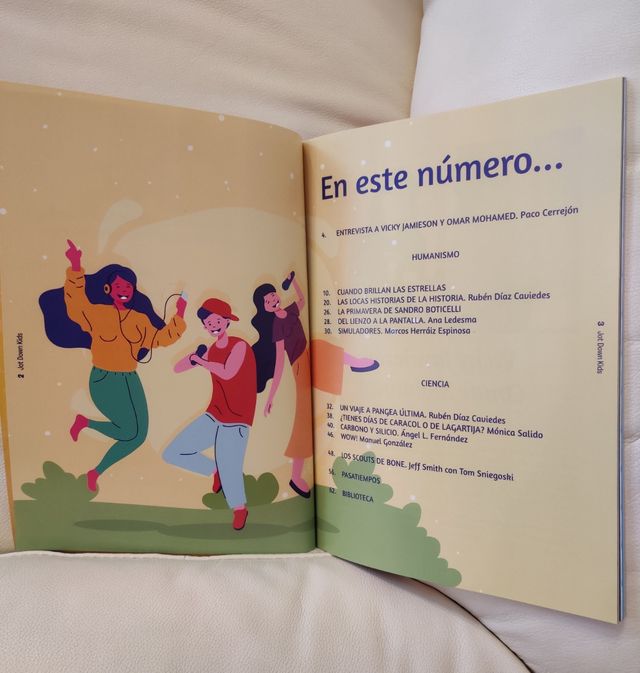 2 Jot Down Kids
En este número...
4. ENTREVISTA A VICKY JAMIESON Y OMAR MOHAMED. Paco Cerrejón
HUMANISMO
10. CUANDO BRILLAN LAS ESTRELLAS
20. LAS LOCAS HISTORIAS DE LA HISTORIA. Rubén Díaz Caviedes
26. LA PRIMAVERA DE SANDRO BOTICELLI
28. DEL LIENZO A LA PANTALLA. Ana Ledesma
30. SIMULADORES. Marcos Herráiz Espinosa
CIENCIA
32. UN VIAJE A PANGEA ÚLTIMA. Rubén Díaz Caviedes
38. ¿TIENES DÍAS DE CARACOL O DE LAGARTIJA? Mónica Salido
40. CARBONO Y SILICIO. Ángel L. Fernández
46. WOW! Manuel González
48. LOS SCOUTS DE BONE. Jeff Smith con Tom Sniegoski
56. PASATIEMPOS
62. BIBLIOTECA
3 Jot Down Kids